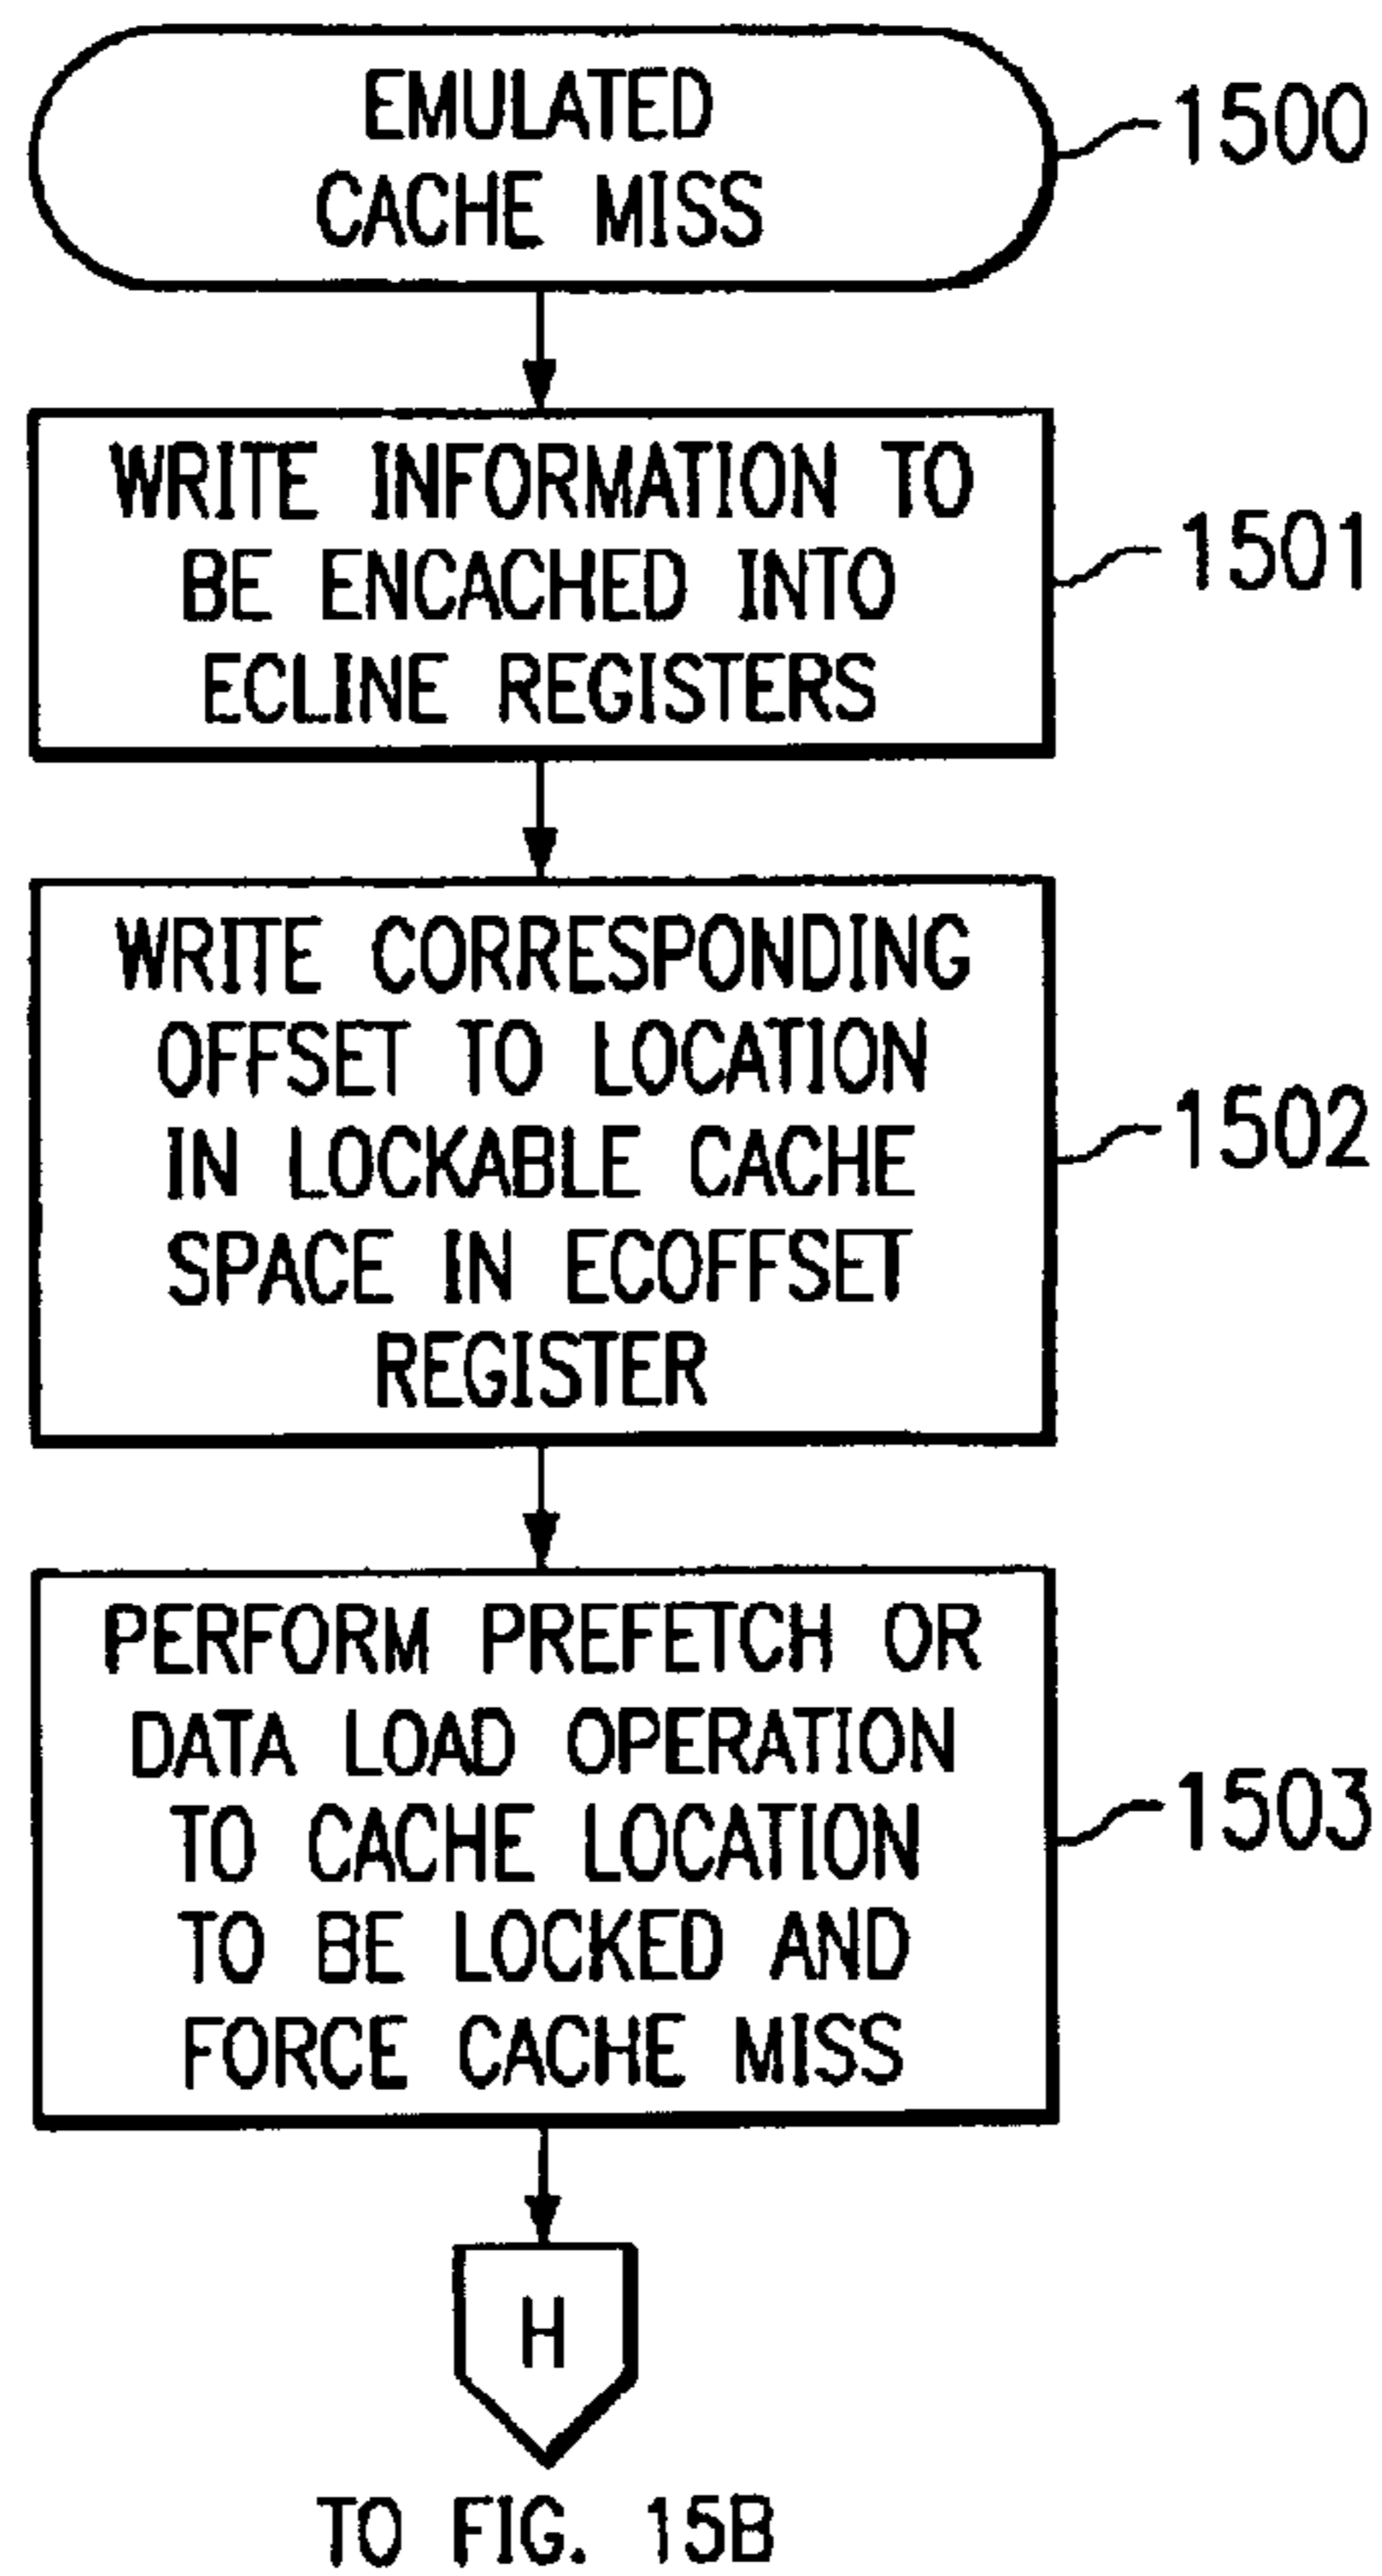 EMULATED
CACHE MISS
1500
WRITE INFORMATION TO
BE ENCACHED INTO
ECLINE REGISTERS
1501
WRITE CORRESPONDING
OFFSET TO LOCATION
IN LOCKABLE CACHE
SPACE IN ECOFFSET
REGISTER
1502
PERFORM PREFETCH OR
DATA LOAD OPERATION
TO CACHE LOCATION
TO BE LOCKED AND
FORCE CACHE MISS
1503
H
TO FIG. 15B